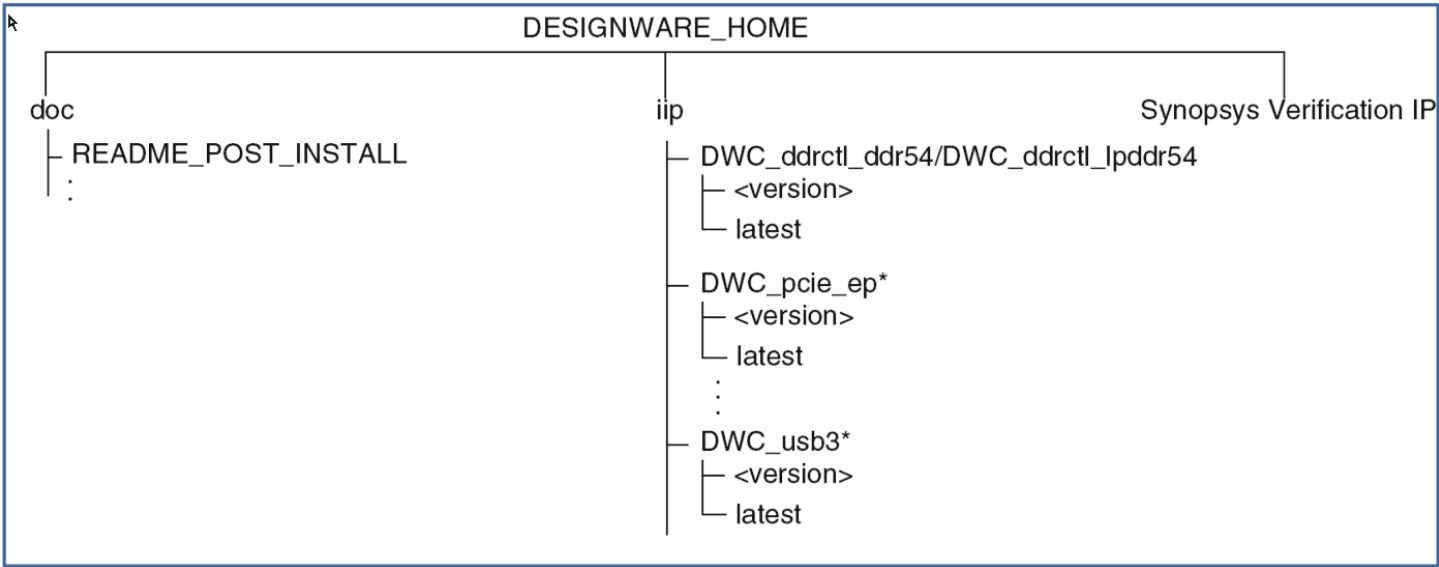 DESIGNWARE_HOME
doc
iip
Synopsys Verification IP
README_POST_INSTALL
:
DWC_ddrctl_ddr54/DWC_ddrctl_lpddr54
<version>
latest
DWC_pcie_ep*
<version>
latest
:
DWC_usb3*
<version>
latest